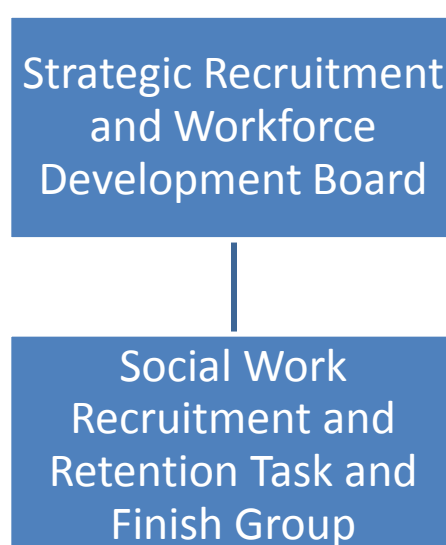 Strategic Recruitment
and Workforce
Development Board
Social Work
Recruitment and
Retention Task and
Finish Group